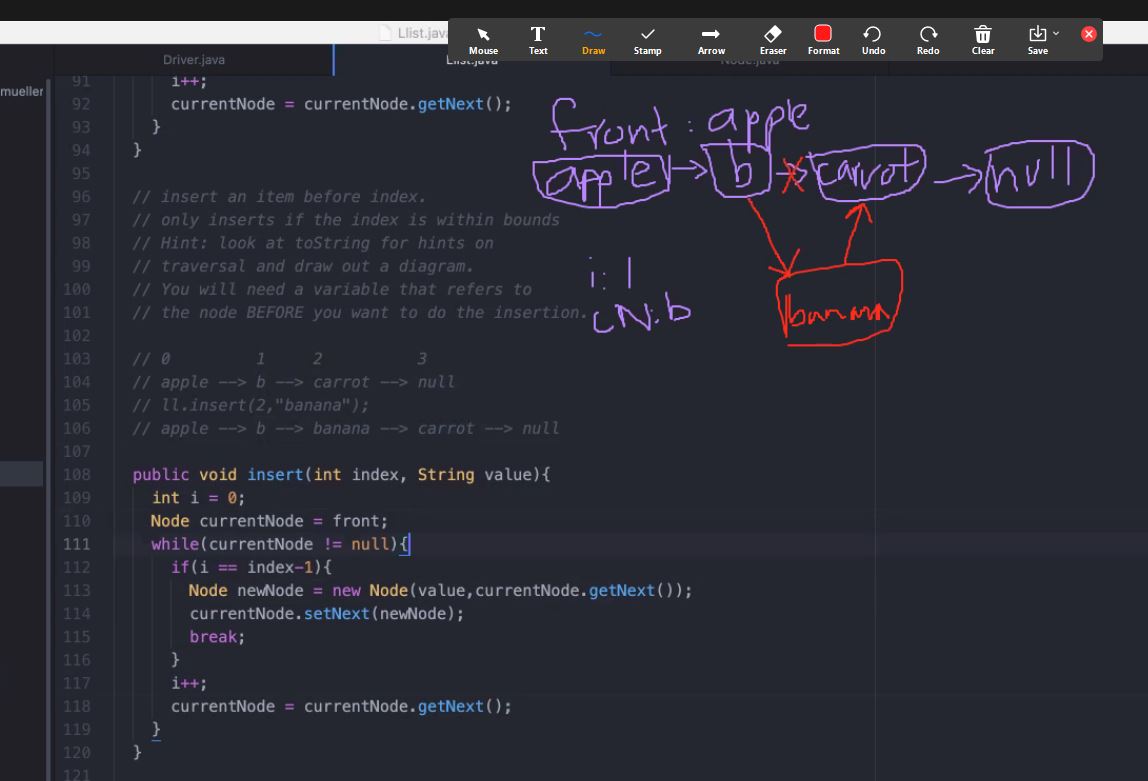 Llist.java
Mouse Text Draw Stamp Arrow Eraser Format Undo Redo Clear Save
Driver.java Llist.java Node.java
mueller
91 i++;
92 currentNode = currentNode.getNext();
93 }
94 }
95
96 // insert an item before index.
97 // only inserts if the index is within bounds
98 // Hint: look at toString for hints on
99 // traversal and draw out a diagram.
100 // You will need a variable that refers to
101 // the node BEFORE you want to do the insertion.
102
103 // 0 1 2 3
104 // apple --> b --> carrot --> null
105 // ll.insert(2,"banana");
106 // apple --> b --> banana --> carrot --> null
107
108 public void insert(int index, String value){
109 int i = 0;
110 Node currentNode = front;
111 while(currentNode != null){
112 if(i == index-1){
113 Node newNode = new Node(value,currentNode.getNext());
114 currentNode.setNext(newNode);
115 break;
116 }
117 i++;
118 currentNode = currentNode.getNext();
119 }
120 }
121
front: apple
apple → b → carrot → null
i: 1
cN: b
banana